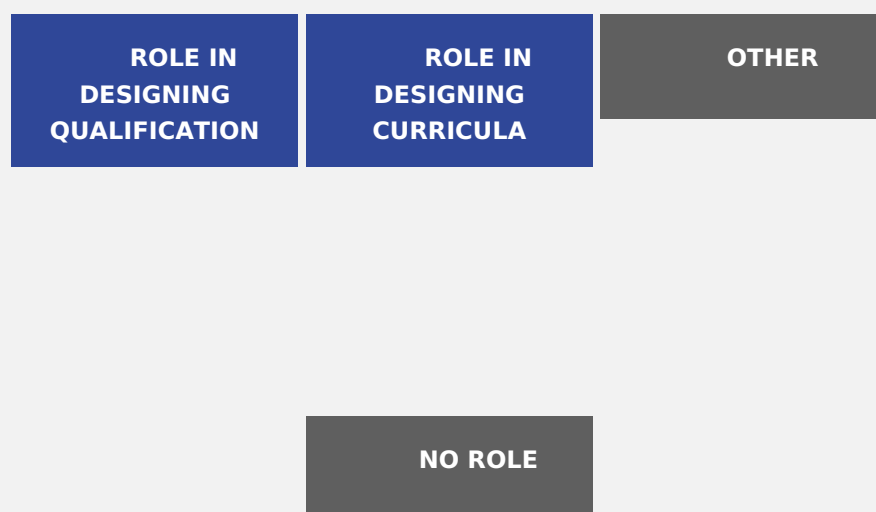 ROLE IN
DESIGNING
QUALIFICATION
ROLE IN
DESIGNING
CURRICULA
OTHER
NO ROLE